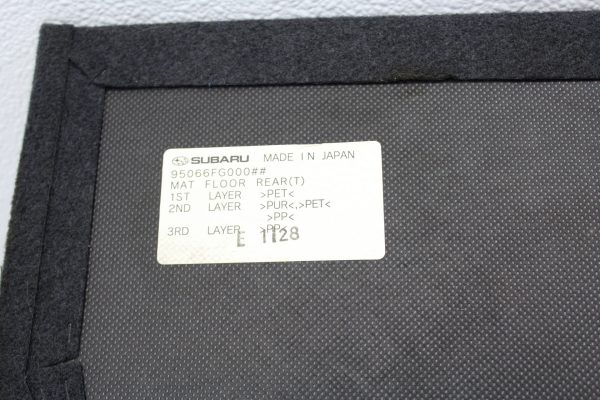 SUBARU MADE IN JAPAN
95066FG000##
MAT FLOOR REAR(T)
1ST LAYER >PET<
2ND LAYER >PUR<,>PET<
>PP<
3RD LAYER >PP<
E 1128